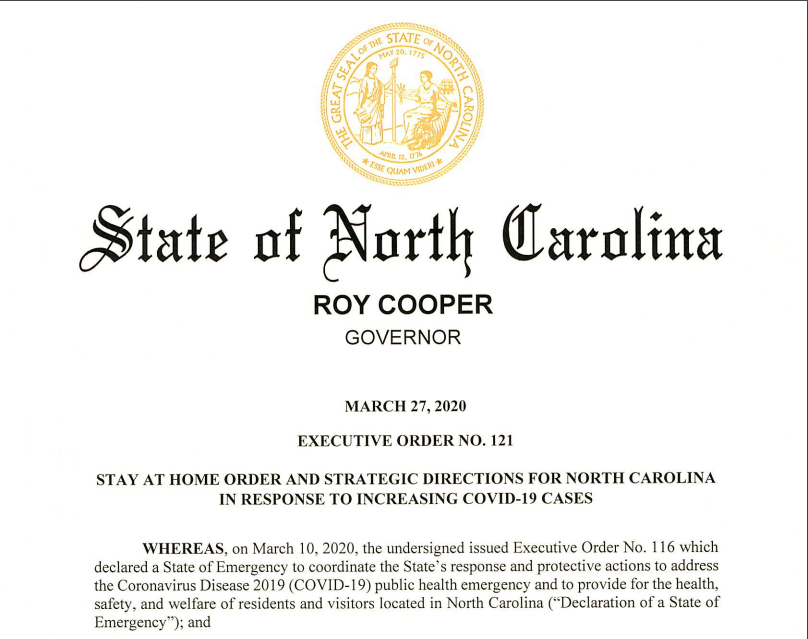 THE GREAT SEAL OF THE STATE OF NORTH CAROLINA
MAY 20, 1775
APRIL 12, 1776
★ ESSE QUAM VIDERI ★
State of North Carolina
ROY COOPER
GOVERNOR
MARCH 27, 2020
EXECUTIVE ORDER NO. 121
STAY AT HOME ORDER AND STRATEGIC DIRECTIONS FOR NORTH CAROLINA
IN RESPONSE TO INCREASING COVID-19 CASES
WHEREAS, on March 10, 2020, the undersigned issued Executive Order No. 116 which
declared a State of Emergency to coordinate the State's response and protective actions to address
the Coronavirus Disease 2019 (COVID-19) public health emergency and to provide for the health,
safety, and welfare of residents and visitors located in North Carolina (“Declaration of a State of
Emergency”); and